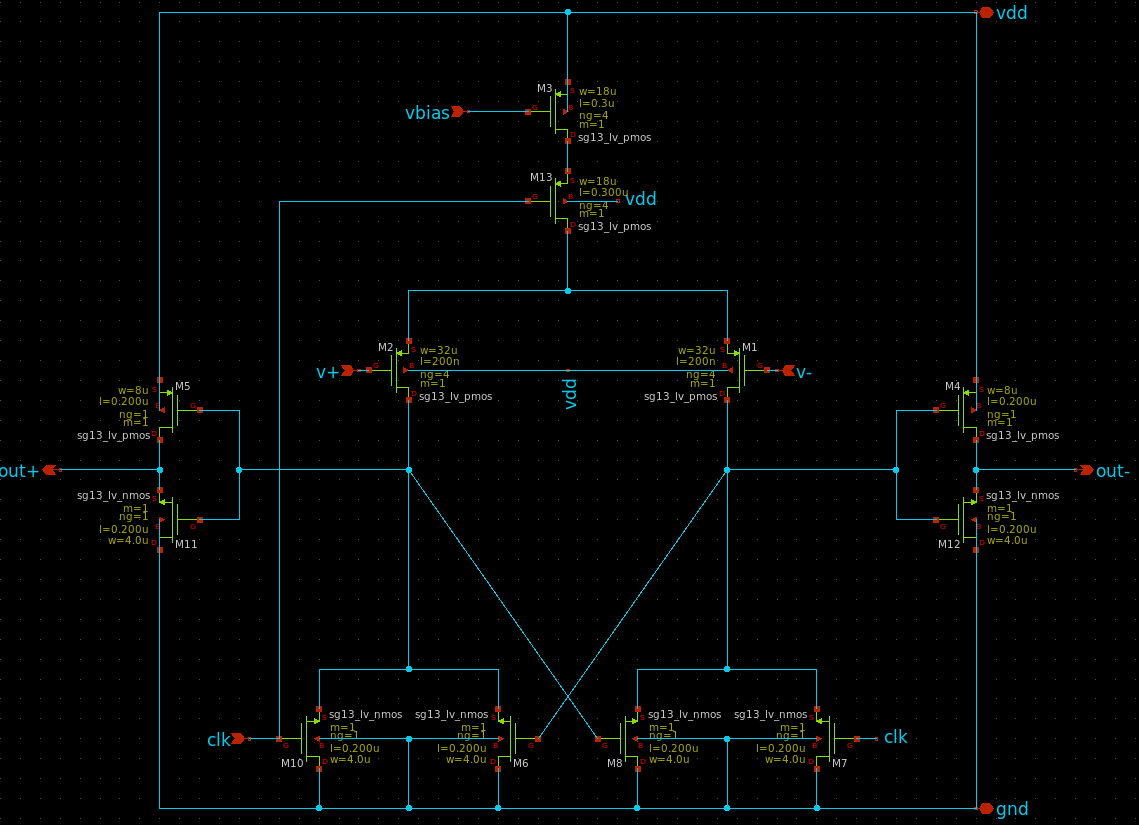 vdd
M3
w=18u
l=0.3u
ng=4
m=1
sg13_lv_pmos
vbias
G
S
B
D
M13
w=18u
l=0.300u
ng=4
m=1
sg13_lv_pmos
vdd
G
S
B
D
M2
w=32u
l=200n
ng=4
m=1
sg13_lv_pmos
v+
G
S
B
D
w=32u
l=200n
ng=4
m=1
sg13_lv_pmos
M1
v-
G
S
B
D
vdd
M5
w=8u
l=0.200u
ng=1
m=1
sg13_lv_pmos
G
S
B
D
M4
w=8u
l=0.200u
ng=1
m=1
sg13_lv_pmos
G
S
B
D
out+
out-
sg13_lv_nmos
m=1
ng=1
l=0.200u
w=4.0u
M11
G
S
B
D
sg13_lv_nmos
m=1
ng=1
l=0.200u
w=4.0u
M12
G
S
B
D
clk
sg13_lv_nmos
m=1
ng=1
l=0.200u
w=4.0u
M10
G
S
B
D
sg13_lv_nmos
m=1
ng=1
l=0.200u
w=4.0u
M6
G
S
B
D
sg13_lv_nmos
m=1
ng=1
l=0.200u
w=4.0u
M8
G
S
B
D
sg13_lv_nmos
m=1
ng=1
l=0.200u
w=4.0u
M7
G
S
B
D
clk
gnd